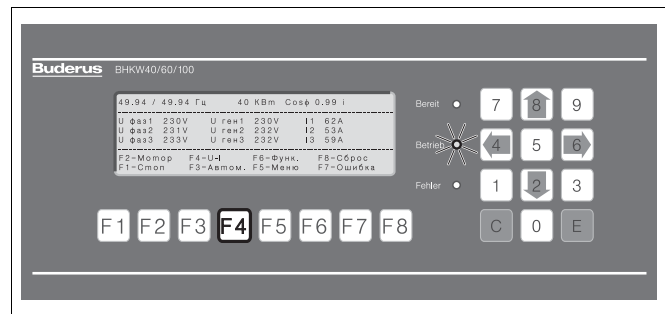 Buderus BHKW40/60/100
49.94 / 49.94 Гц 40 КВт Cosϕ 0.99 i
U фаз1 230V U ген1 230V I1 62A
U фаз2 231V U ген2 232V I2 53A
U фаз3 233V U ген3 232V I3 59A
F2-Мотор F4-U-I F6-Функ. F8-Сброс
F1-Стоп F3-Автом. F5-Меню F7-Ошибка
Bereit
Betrieb
Fehler
7 8 9
4 5 6
1 2 3
C 0 E
F1 F2 F3 F4 F5 F6 F7 F8